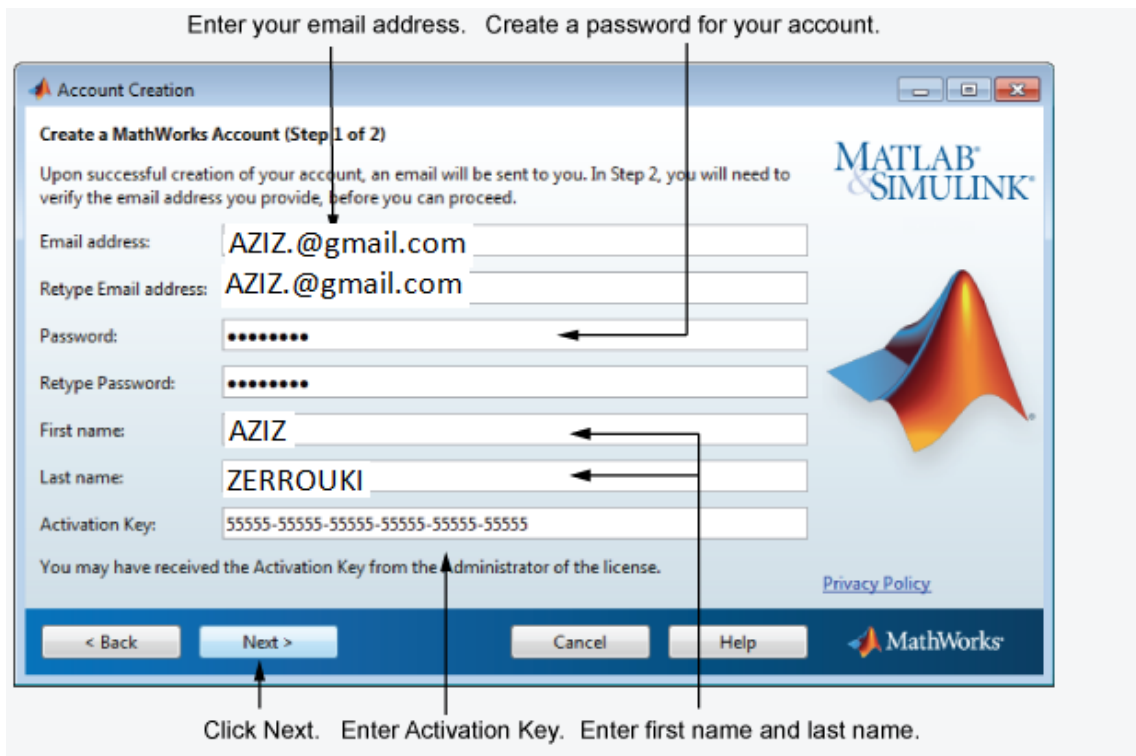 Enter your email address. Create a password for your account.
Account Creation
Create a MathWorks Account (Step 1 of 2)
MATLAB®
&SIMULINK®
Upon successful creation of your account, an email will be sent to you. In Step 2, you will need to
verify the email address you provide, before you can proceed.
Email address: AZIZ.@gmail.com
Retype Email address: AZIZ.@gmail.com
Password: ••••••••
Retype Password: ••••••••
First name: AZIZ
Last name: ZERROUKI
Activation Key: 55555-55555-55555-55555-55555-55555
You may have received the Activation Key from the Administrator of the license.
Privacy Policy
< Back Next > Cancel Help MathWorks®
Click Next. Enter Activation Key. Enter first name and last name.